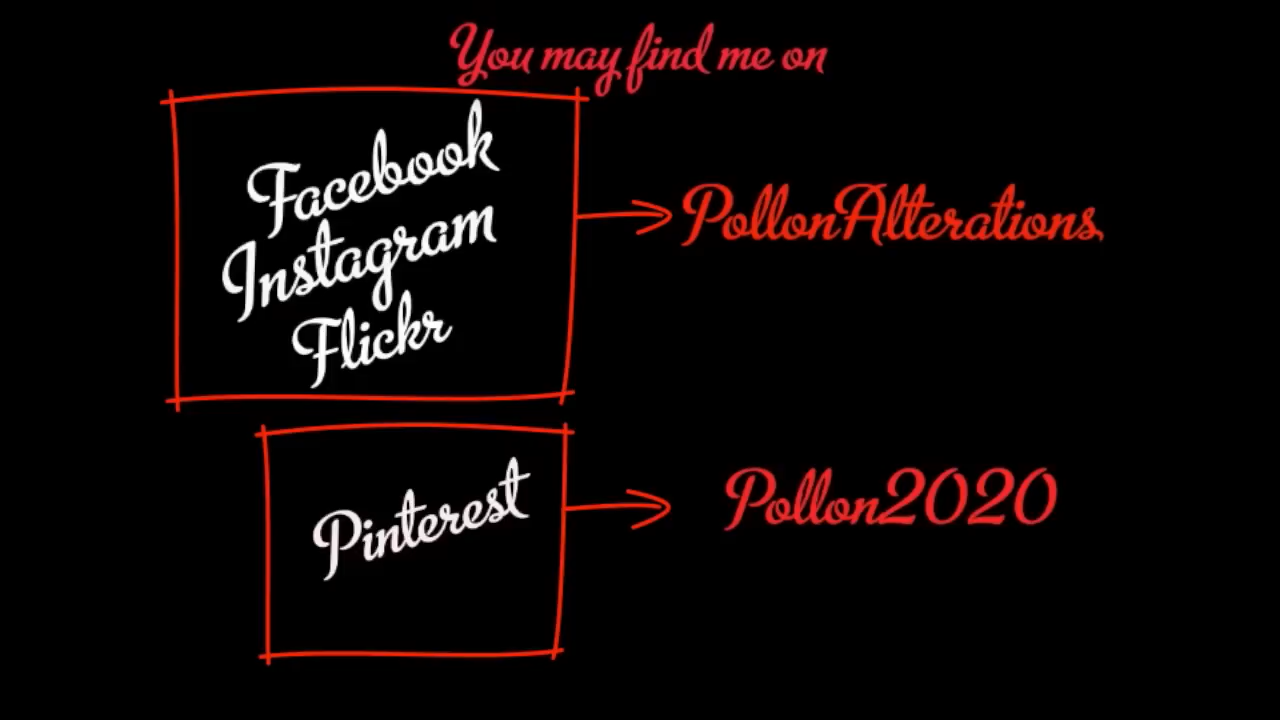 You may find me on
Facebook
Instagram
Flickr
PollonAlterations
Pinterest
Pollon2020